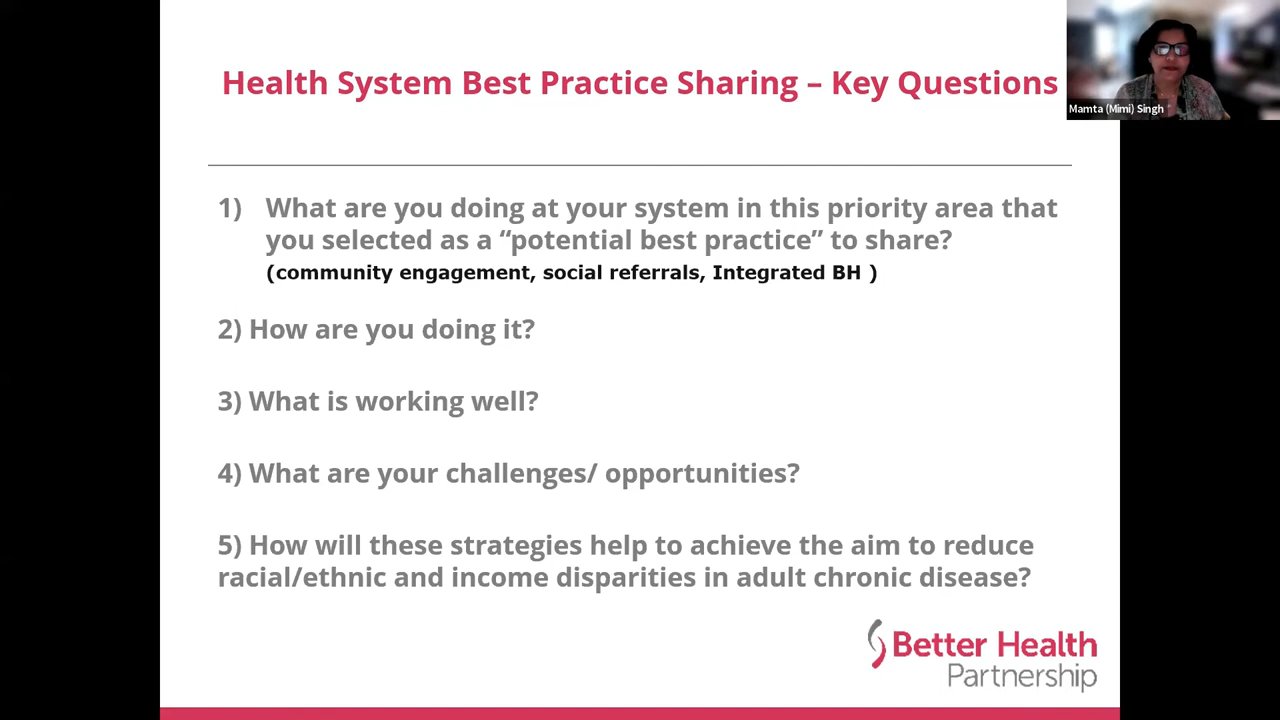 Health System Best Practice Sharing – Key Questions
Mamta (Mimi) Singh
1) What are you doing at your system in this priority area that
you selected as a “potential best practice” to share?
(community engagement, social referrals, Integrated BH )
2) How are you doing it?
3) What is working well?
4) What are your challenges/ opportunities?
5) How will these strategies help to achieve the aim to reduce
racial/ethnic and income disparities in adult chronic disease?
Better Health
Partnership